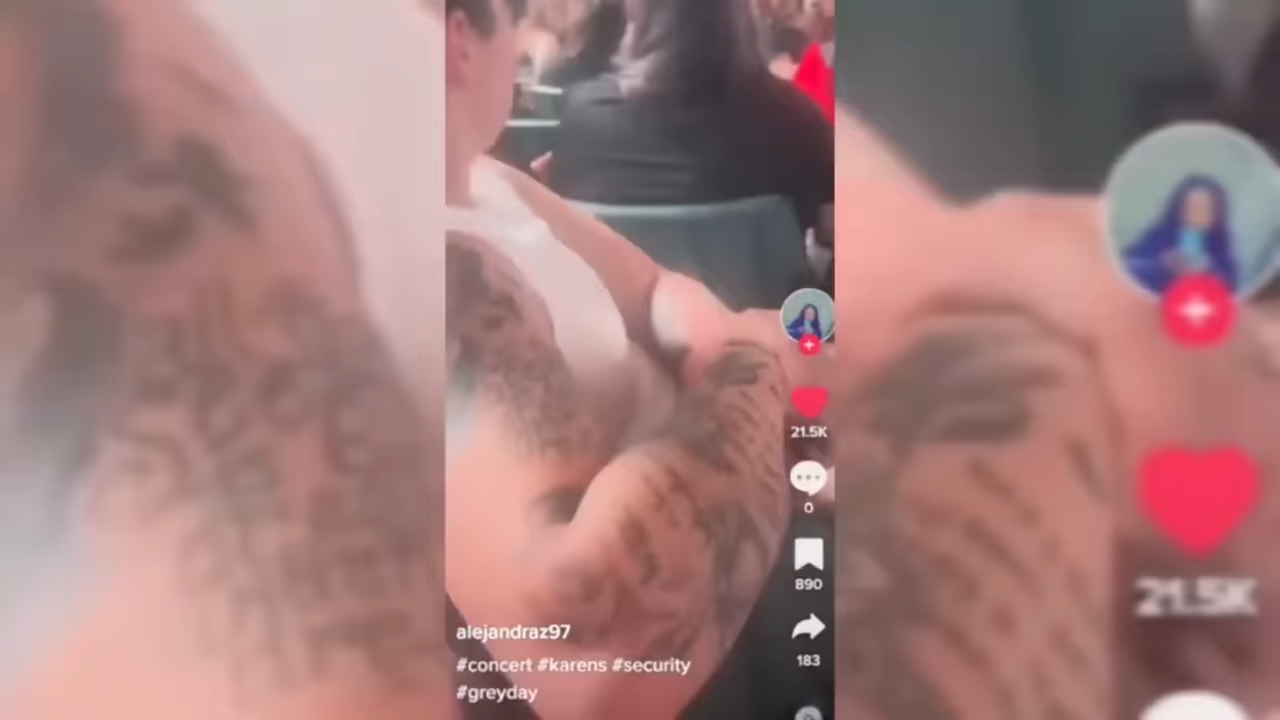 21.5K
0
890
183
alejandraz97
#concert #karens #security
#greyday
21.5K